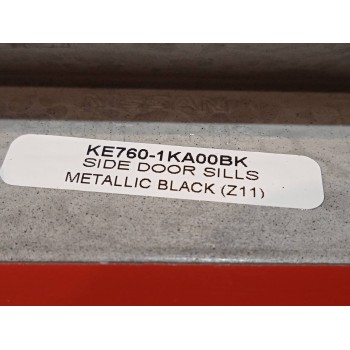 KE760-1KA00BK
SIDE DOOR SILLS
METALLIC BLACK (Z11)